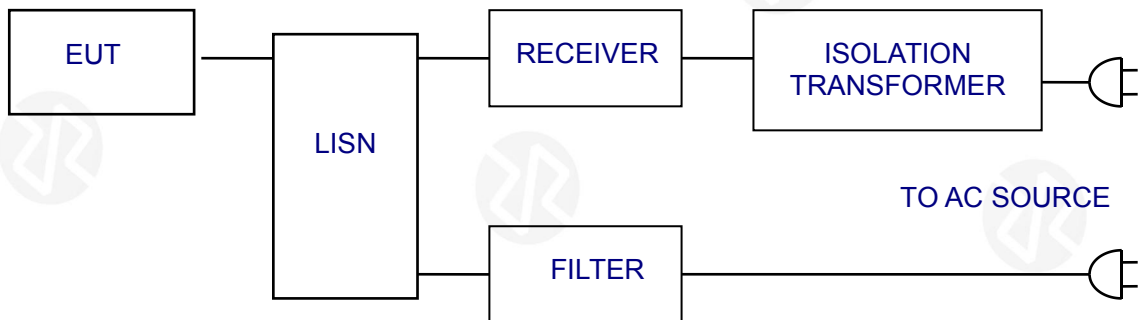 EUT
RECEIVER
ISOLATION
TRANSFORMER
LISN
TO AC SOURCE
FILTER